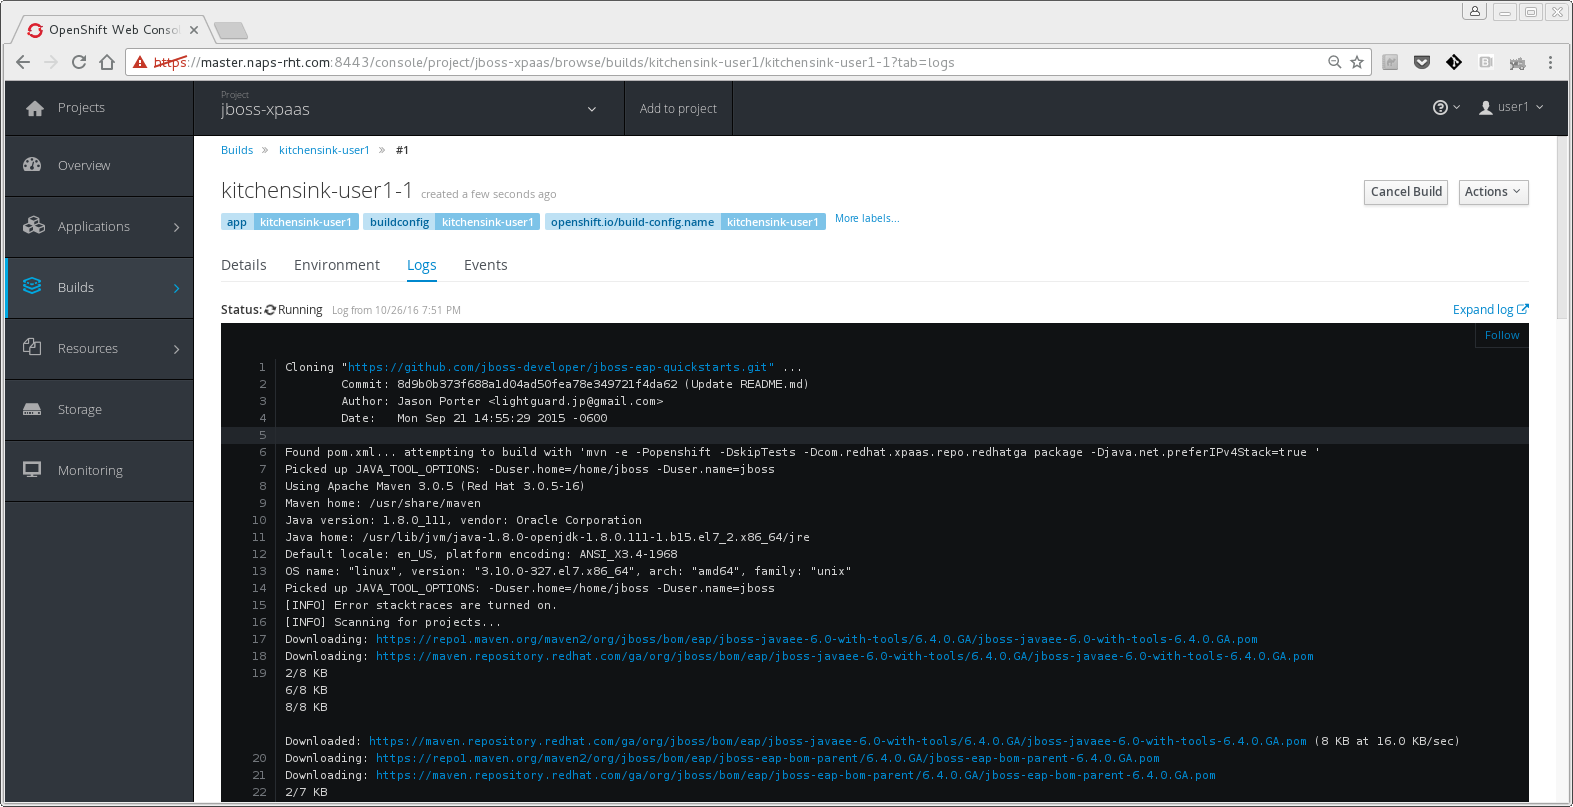 OpenShift Web Conso
https://master.naps-rht.com:8443/console/project/jboss-xpaas/browse/builds/kitchensink-user1/kitchensink-user1-1?tab=logs
Projects
Project
jboss-xpaas
Add to project
user1
Overview
Applications
Builds
Resources
Storage
Monitoring
Builds » kitchensink-user1 » #1
kitchensink-user1-1 created a few seconds ago
Cancel Build
Actions
app kitchensink-user1 buildconfig kitchensink-user1 openshift.io/build-config.name kitchensink-user1 More labels...
Details Environment Logs Events
Status: Running Log from 10/26/16 7:51 PM
Expand log
Follow
1 Cloning "https://github.com/jboss-developer/jboss-eap-quickstarts.git" ...
2 Commit: 8d9b0b373f688a1d04ad50fea78e349721f4da62 (Update README.md)
3 Author: Jason Porter <lightguard.jp@gmail.com>
4 Date: Mon Sep 21 14:55:29 2015 -0600
5
6 Found pom.xml... attempting to build with 'mvn -e -Popenshift -DskipTests -Dcom.redhat.xpaas.repo.redhatga package -Djava.net.preferIPv4Stack=true '
7 Picked up JAVA_TOOL_OPTIONS: -Duser.home=/home/jboss -Duser.name=jboss
8 Using Apache Maven 3.0.5 (Red Hat 3.0.5-16)
9 Maven home: /usr/share/maven
10 Java version: 1.8.0_111, vendor: Oracle Corporation
11 Java home: /usr/lib/jvm/java-1.8.0-openjdk-1.8.0.111-1.b15.el7_2.x86_64/jre
12 Default locale: en_US, platform encoding: ANSI_X3.4-1968
13 OS name: "linux", version: "3.10.0-327.el7.x86_64", arch: "amd64", family: "unix"
14 Picked up JAVA_TOOL_OPTIONS: -Duser.home=/home/jboss -Duser.name=jboss
15 [INFO] Error stacktraces are turned on.
16 [INFO] Scanning for projects...
17 Downloading: https://repo1.maven.org/maven2/org/jboss/bom/eap/jboss-javaee-6.0-with-tools/6.4.0.GA/jboss-javaee-6.0-with-tools-6.4.0.GA.pom
18 Downloading: https://maven.repository.redhat.com/ga/org/jboss/bom/eap/jboss-javaee-6.0-with-tools/6.4.0.GA/jboss-javaee-6.0-with-tools-6.4.0.GA.pom
19 2/8 KB
6/8 KB
8/8 KB
Downloaded: https://maven.repository.redhat.com/ga/org/jboss/bom/eap/jboss-javaee-6.0-with-tools/6.4.0.GA/jboss-javaee-6.0-with-tools-6.4.0.GA.pom (8 KB at 16.0 KB/sec)
20 Downloading: https://repo1.maven.org/maven2/org/jboss/bom/eap/jboss-eap-bom-parent/6.4.0.GA/jboss-eap-bom-parent-6.4.0.GA.pom
21 Downloading: https://maven.repository.redhat.com/ga/org/jboss/bom/eap/jboss-eap-bom-parent/6.4.0.GA/jboss-eap-bom-parent-6.4.0.GA.pom
22 2/7 KB